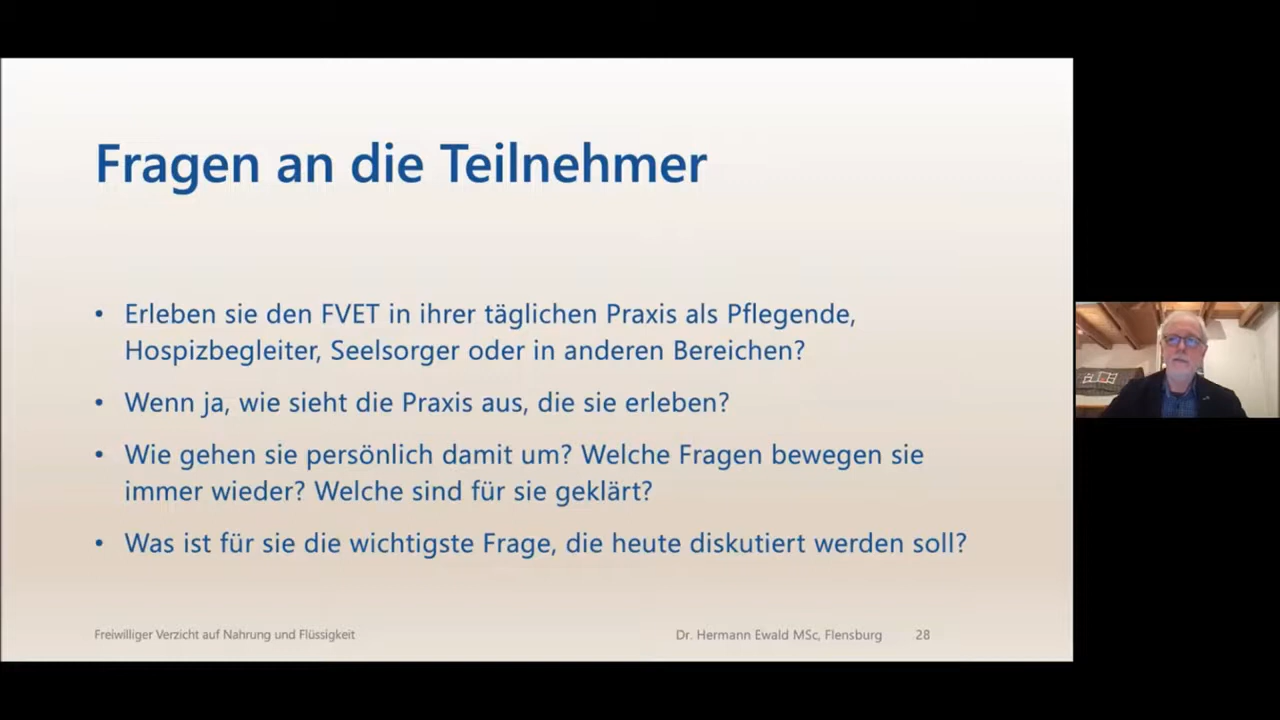 Fragen an die Teilnehmer
• Erleben sie den FVET in ihrer täglichen Praxis als Pflegende,
Hospizbegleiter, Seelsorger oder in anderen Bereichen?
• Wenn ja, wie sieht die Praxis aus, die sie erleben?
• Wie gehen sie persönlich damit um? Welche Fragen bewegen sie
immer wieder? Welche sind für sie geklärt?
• Was ist für sie die wichtigste Frage, die heute diskutiert werden soll?
Freiwilliger Verzicht auf Nahrung und Flüssigkeit
Dr. Hermann Ewald MSc, Flensburg
28